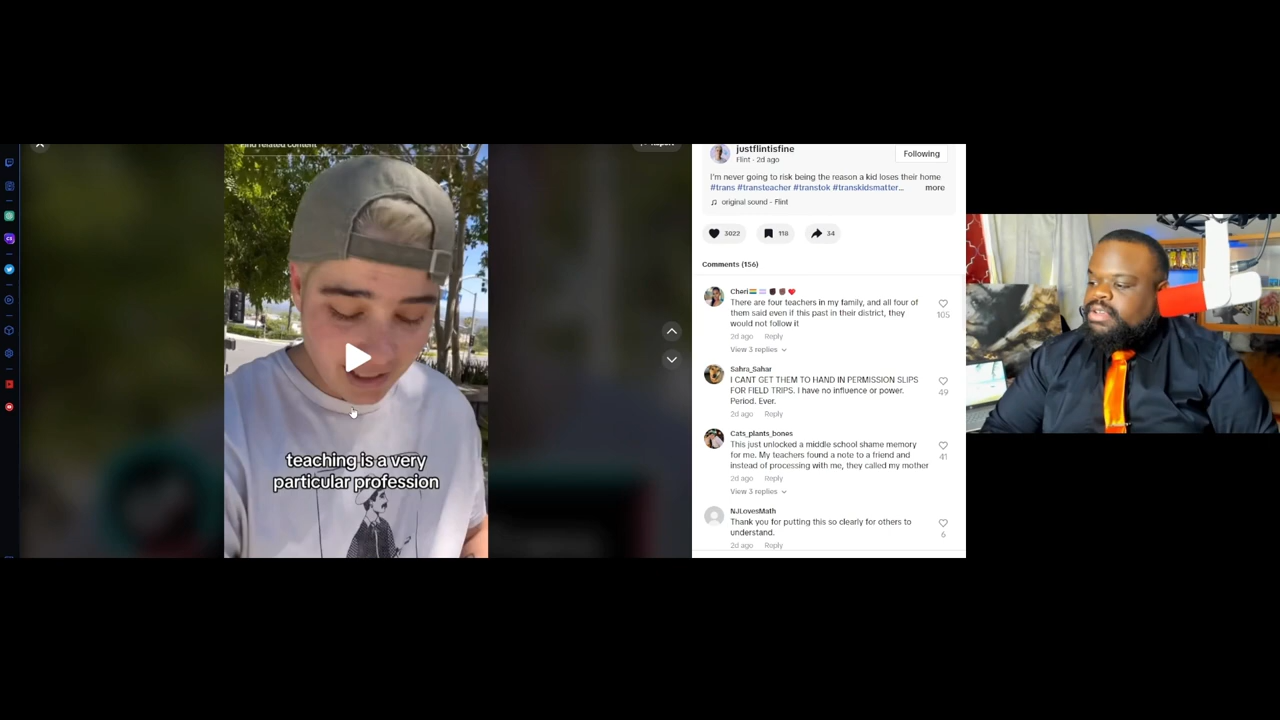 Find related content
Report
teaching is a very
particular profession
justflintisfine
Flint · 2d ago
Following
I'm never going to risk being the reason a kid loses their home
#trans #transteacher #transtok #transkidsmatter... more
original sound - Flint
3022
118
34
Comments (156)
Cheri
There are four teachers in my family, and all four of
them said even if this past in their district, they
would not follow it
105
2d ago Reply
View 3 replies
Sahra_Sahar
I CANT GET THEM TO HAND IN PERMISSION SLIPS
FOR FIELD TRIPS. I have no influence or power.
Period. Ever.
49
2d ago Reply
Cats_plants_bones
This just unlocked a middle school shame memory
for me. My teachers found a note to a friend and
instead of processing with me, they called my mother
41
2d ago Reply
View 3 replies
NJLovesMath
Thank you for putting this so clearly for others to
understand.
6
2d ago Reply